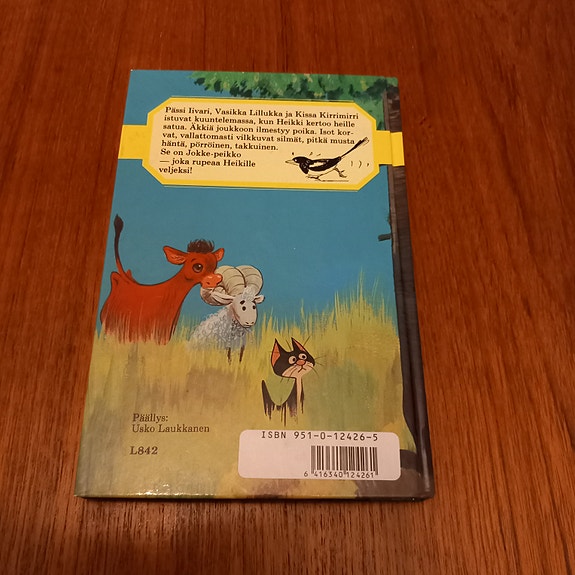 Pässi Iivari, Vasikka Lillukka ja Kissa Kirrimirri
istuvat kuuntelemassa, kun Heikki kertoo heille
satua. Äkkiä joukkoon ilmestyy poika. Isot kor-
vat, vallattomasti vilkkuvat silmät, pitkä musta
häntä, pörröinen, takkuinen.
Se on Jokke-peikko
— joka rupeaa Heikille
veljeksi!
Päällys:
Usko Laukkanen
L842
ISBN 951-0-12426-5
6 416340 124261